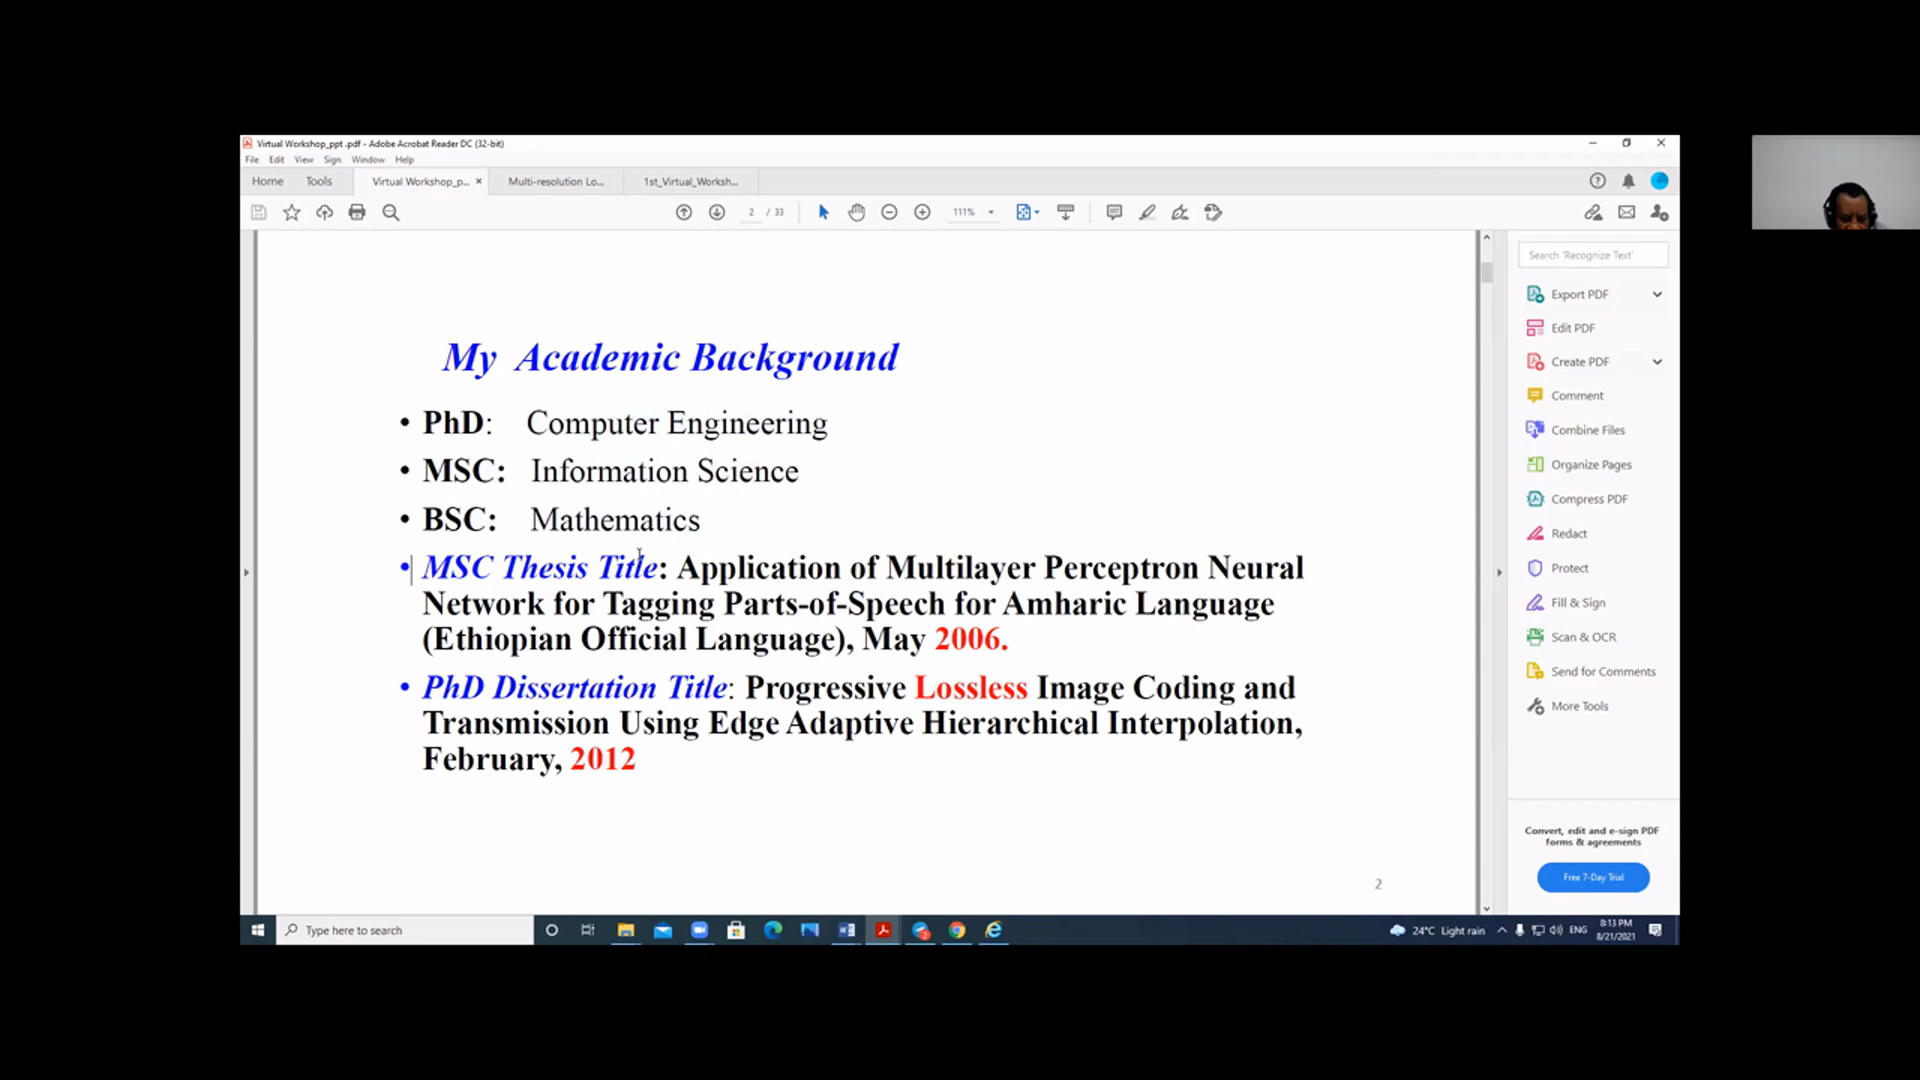 Virtual Workshop_ppt .pdf - Adobe Acrobat Reader DC (32-bit)
File Edit View Sign Window Help
Home Tools Virtual Workshop_p... × Multi-resolution Lo... 1st_Virtual_Worksh...
2 / 33 111%
Search 'Recognize Text'
Export PDF
Edit PDF
Create PDF
Comment
Combine Files
Organize Pages
Compress PDF
Redact
Protect
Fill & Sign
Scan & OCR
Send for Comments
More Tools
Convert, edit and e-sign PDF
forms & agreements
Free 7-Day Trial
My Academic Background
• PhD: Computer Engineering
• MSC: Information Science
• BSC: Mathematics
• MSC Thesis Title: Application of Multilayer Perceptron Neural
Network for Tagging Parts-of-Speech for Amharic Language
(Ethiopian Official Language), May 2006.
• PhD Dissertation Title: Progressive Lossless Image Coding and
Transmission Using Edge Adaptive Hierarchical Interpolation,
February, 2012
2
Type here to search
24°C Light rain ENG
8:13 PM
8/21/2021